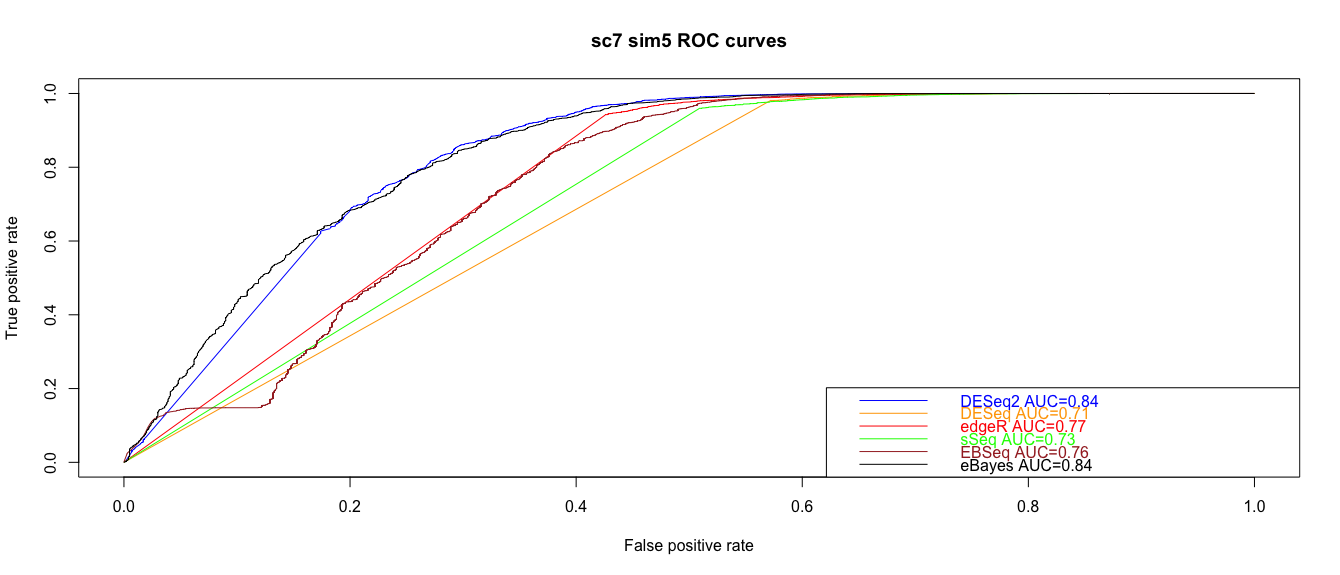 sc7 sim5 ROC curves
True positive rate
1.0
0.8
0.6
0.4
0.2
0.0
DESeq2 AUC=0.84
DESeq AUC=0.71
edgeR AUC=0.77
sSeq AUC=0.73
EBSeq AUC=0.76
eBayes AUC=0.84
0.0 0.2 0.4 0.6 0.8 1.0
False positive rate